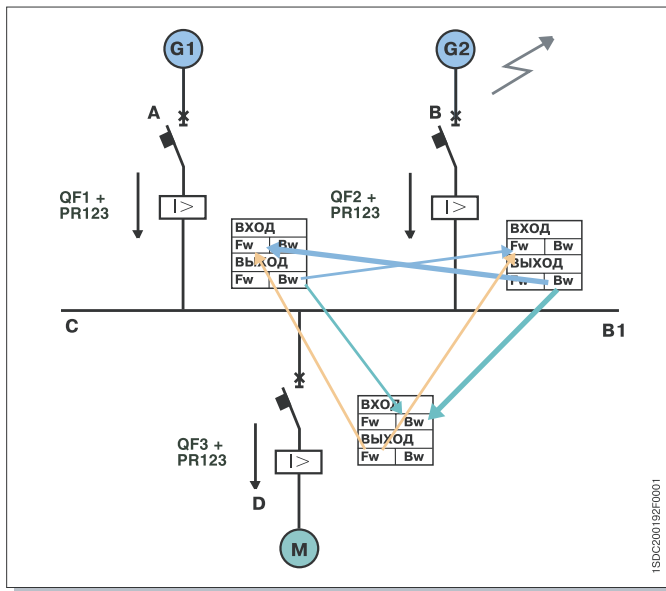 G1
G2
A
B
QF1 +
PR123
I>
QF2 +
PR123
I>
ВХОД
Fw Bw
ВЫХОД
Fw Bw
ВХОД
Fw Bw
ВЫХОД
Fw Bw
C
B1
ВХОД
Fw Bw
ВЫХОД
Fw Bw
QF3 +
PR123
I>
D
M
1SDC200192F0001